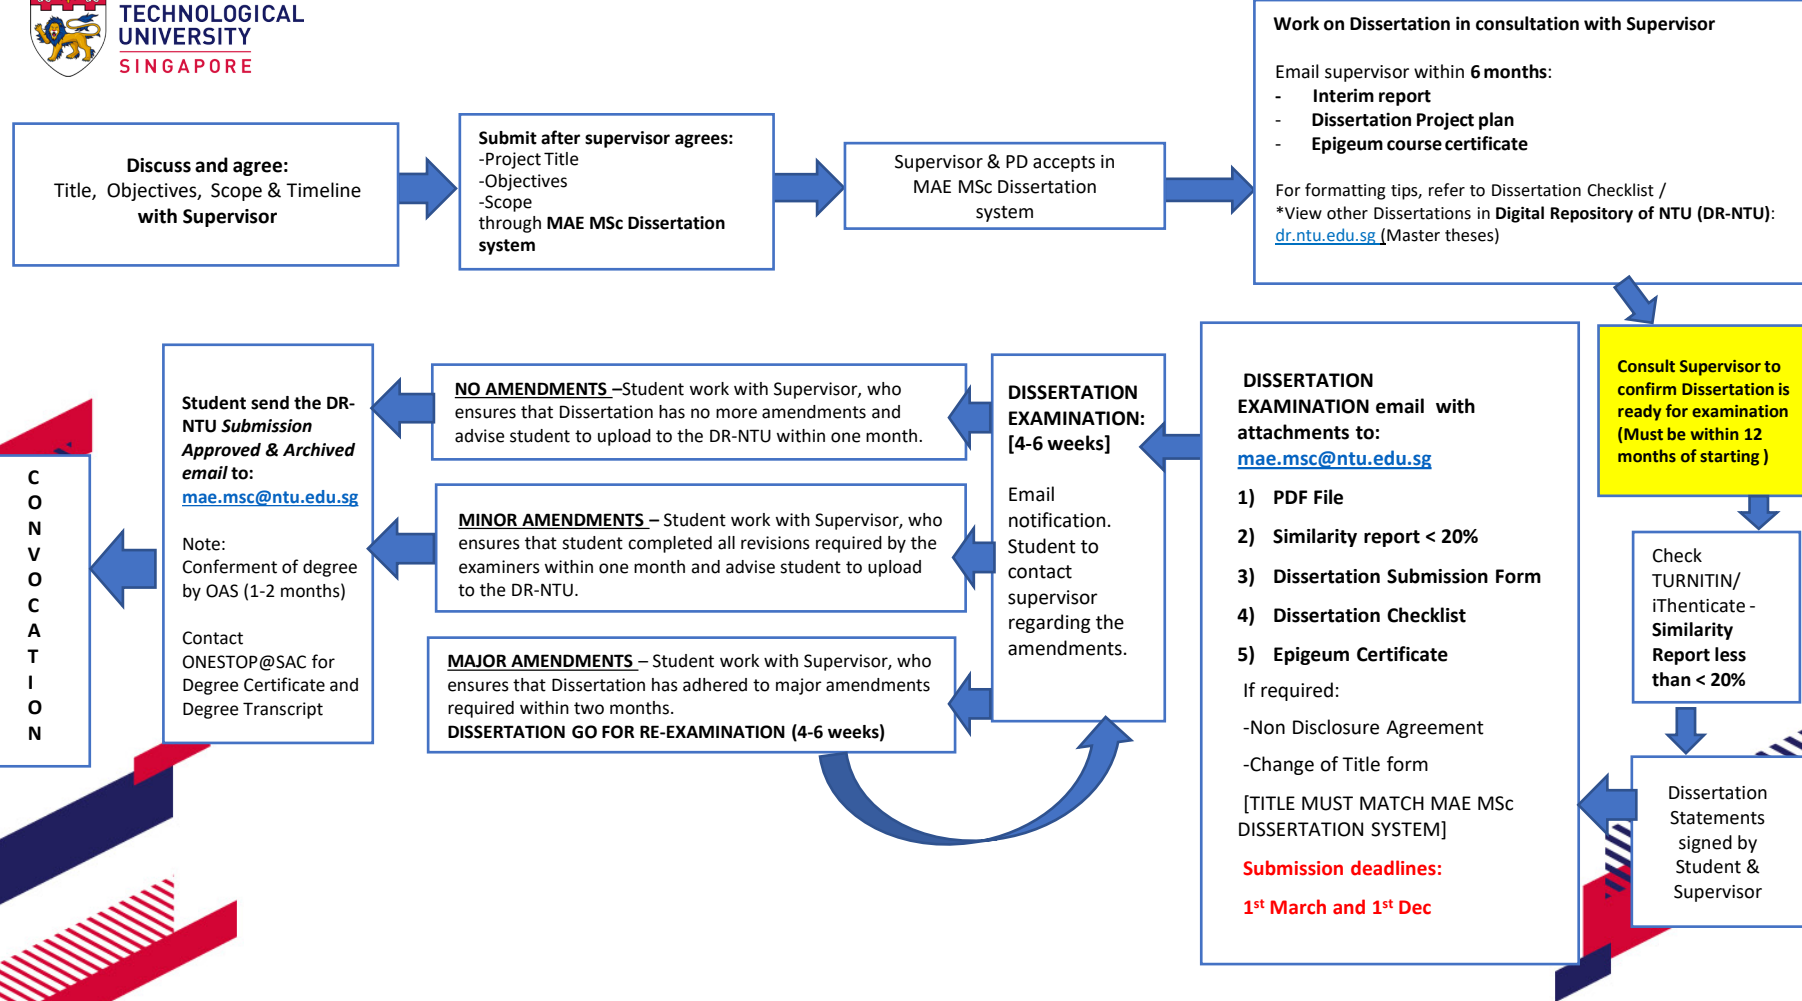 TECHNOLOGICAL
UNIVERSITY
SINGAPORE
Discuss and agree:
Title, Objectives, Scope & Timeline
with Supervisor
Submit after supervisor agrees:
-Project Title
-Objectives
-Scope
through MAE MSc Dissertation
system
Supervisor & PD accepts in
MAE MSc Dissertation
system
Work on Dissertation in consultation with Supervisor
Email supervisor within 6 months:
- Interim report
- Dissertation Project plan
- Epigeum course certificate
For formatting tips, refer to Dissertation Checklist /
*View other Dissertations in Digital Repository of NTU (DR-NTU):
dr.ntu.edu.sg (Master theses)
Consult Supervisor to
confirm Dissertation is
ready for examination
(Must be within 12
months of starting )
Check
TURNITIN/
iThenticate -
Similarity
Report less
than < 20%
Dissertation
Statements
signed by
Student &
Supervisor
DISSERTATION
EXAMINATION email with
attachments to:
mae.msc@ntu.edu.sg
1) PDF File
2) Similarity report < 20%
3) Dissertation Submission Form
4) Dissertation Checklist
5) Epigeum Certificate
If required:
-Non Disclosure Agreement
-Change of Title form
[TITLE MUST MATCH MAE MSc
DISSERTATION SYSTEM]
Submission deadlines:
1st March and 1st Dec
DISSERTATION
EXAMINATION:
[4-6 weeks]
Email
notification.
Student to
contact
supervisor
regarding the
amendments.
NO AMENDMENTS –Student work with Supervisor, who
ensures that Dissertation has no more amendments and
advise student to upload to the DR-NTU within one month.
MINOR AMENDMENTS – Student work with Supervisor, who
ensures that student completed all revisions required by the
examiners within one month and advise student to upload
to the DR-NTU.
MAJOR AMENDMENTS – Student work with Supervisor, who
ensures that Dissertation has adhered to major amendments
required within two months.
DISSERTATION GO FOR RE-EXAMINATION (4-6 weeks)
Student send the DR-
NTU Submission
Approved & Archived
email to:
mae.msc@ntu.edu.sg
Note:
Conferment of degree
by OAS (1-2 months)
Contact
ONESTOP@SAC for
Degree Certificate and
Degree Transcript
C
O
N
V
O
C
A
T
I
O
N